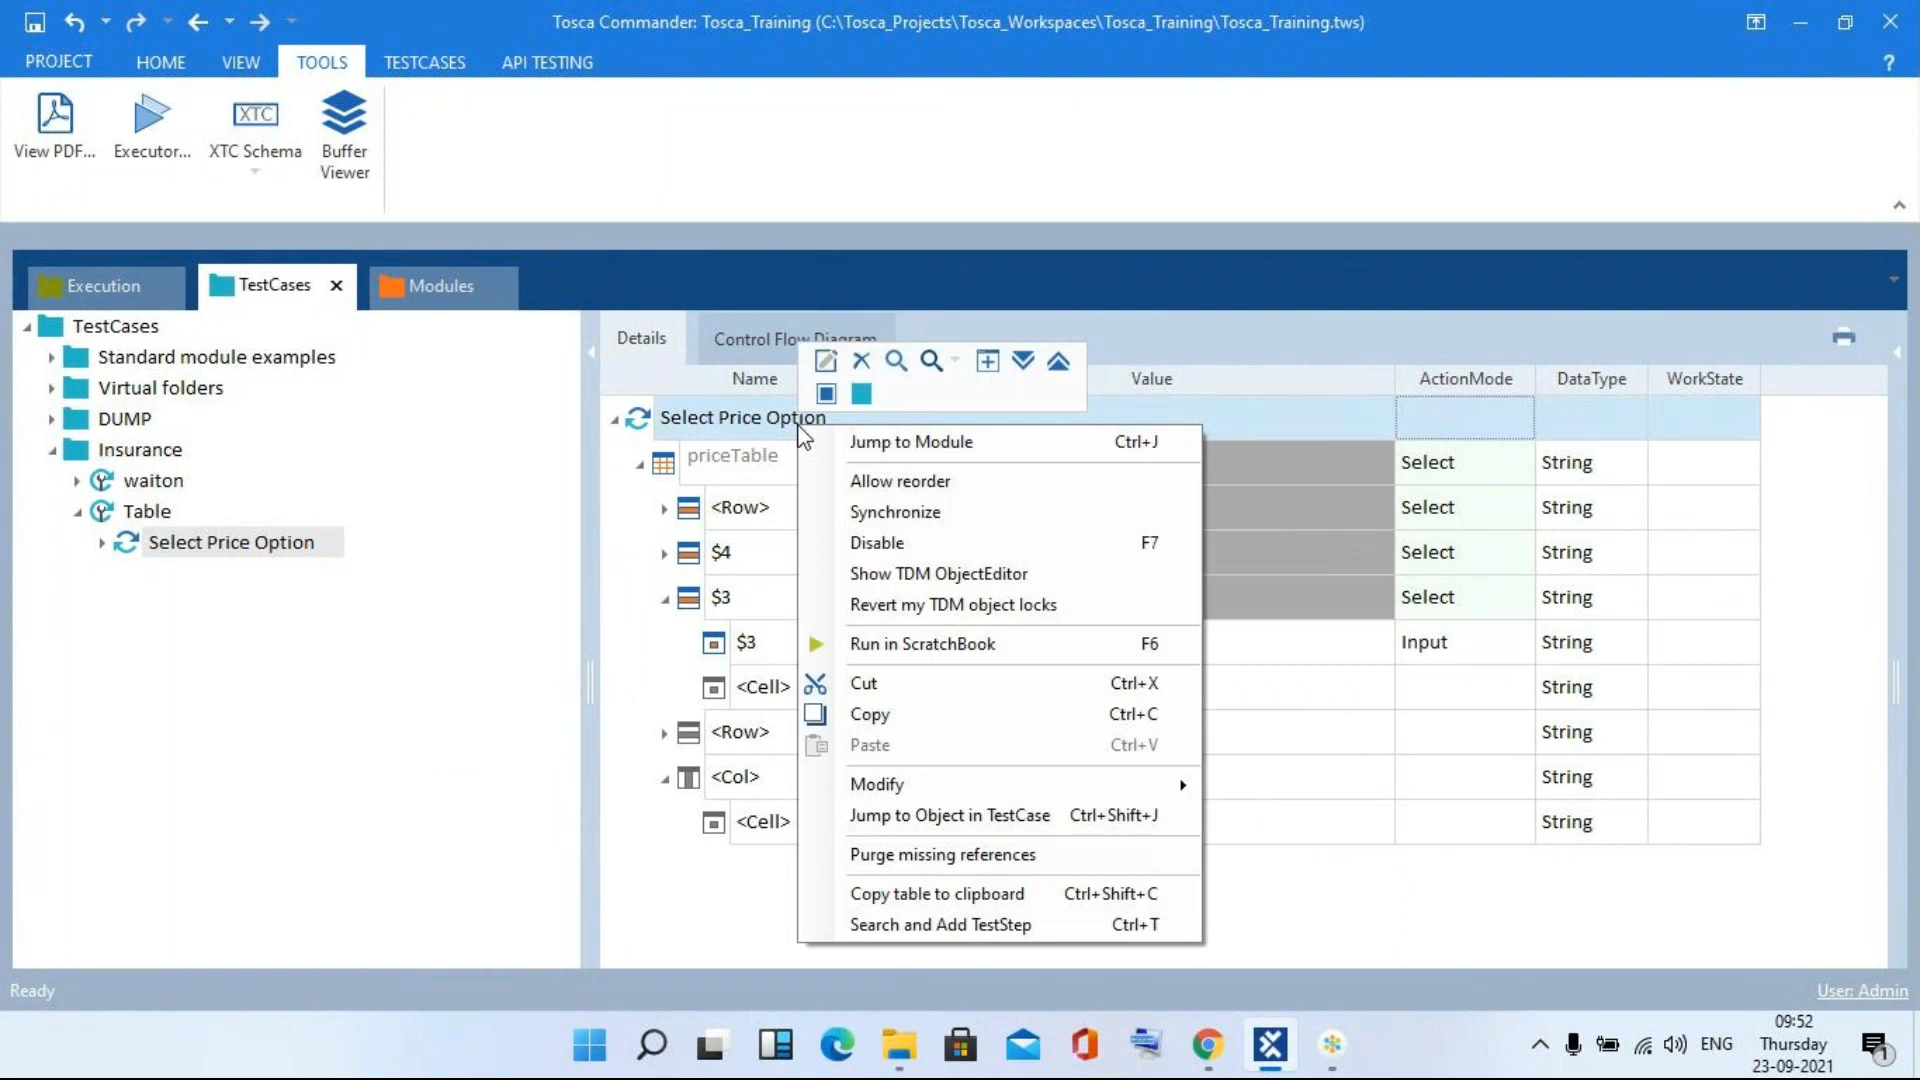 Tosca Commander: Tosca_Training (C:\Tosca_Projects\Tosca_Workspaces\Tosca_Training\Tosca_Training.tws)
PROJECT HOME VIEW TOOLS TESTCASES API TESTING ?
View PDF... Executor... XTC Schema Buffer Viewer
XTC
Execution TestCases Modules
TestCases
Standard module examples
Virtual folders
DUMP
Insurance
waiton
Table
Select Price Option
Details Control Flow Diagram
Name Value ActionMode DataType WorkState
Select Price Option
priceTable Select String
<Row> Select String
$4 Select String
$3 Select String
$3 Input String
<Cell> String
<Row> String
<Col> String
<Cell> String
Jump to Module Ctrl+J
Allow reorder
Synchronize
Disable F7
Show TDM ObjectEditor
Revert my TDM object locks
Run in ScratchBook F6
Cut Ctrl+X
Copy Ctrl+C
Paste Ctrl+V
Modify
Jump to Object in TestCase Ctrl+Shift+J
Purge missing references
Copy table to clipboard Ctrl+Shift+C
Search and Add TestStep Ctrl+T
Ready User: Admin
ENG
09:52
Thursday
23-09-2021
1